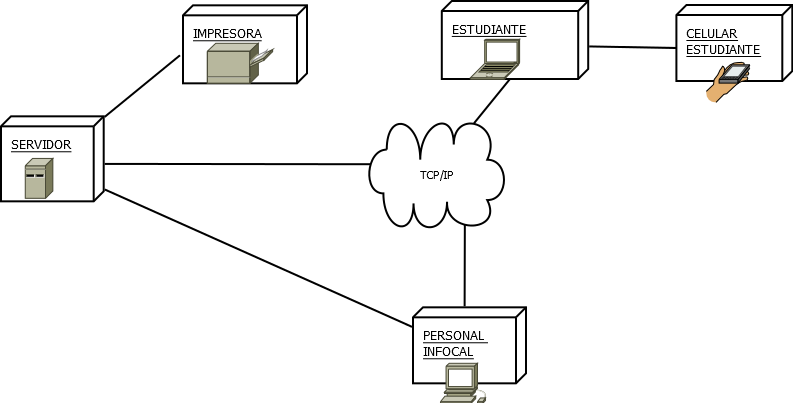 IMPRESORA
ESTUDIANTE
CELULAR
ESTUDIANTE
SERVIDOR
TCP/IP
PERSONAL
INFOCAL